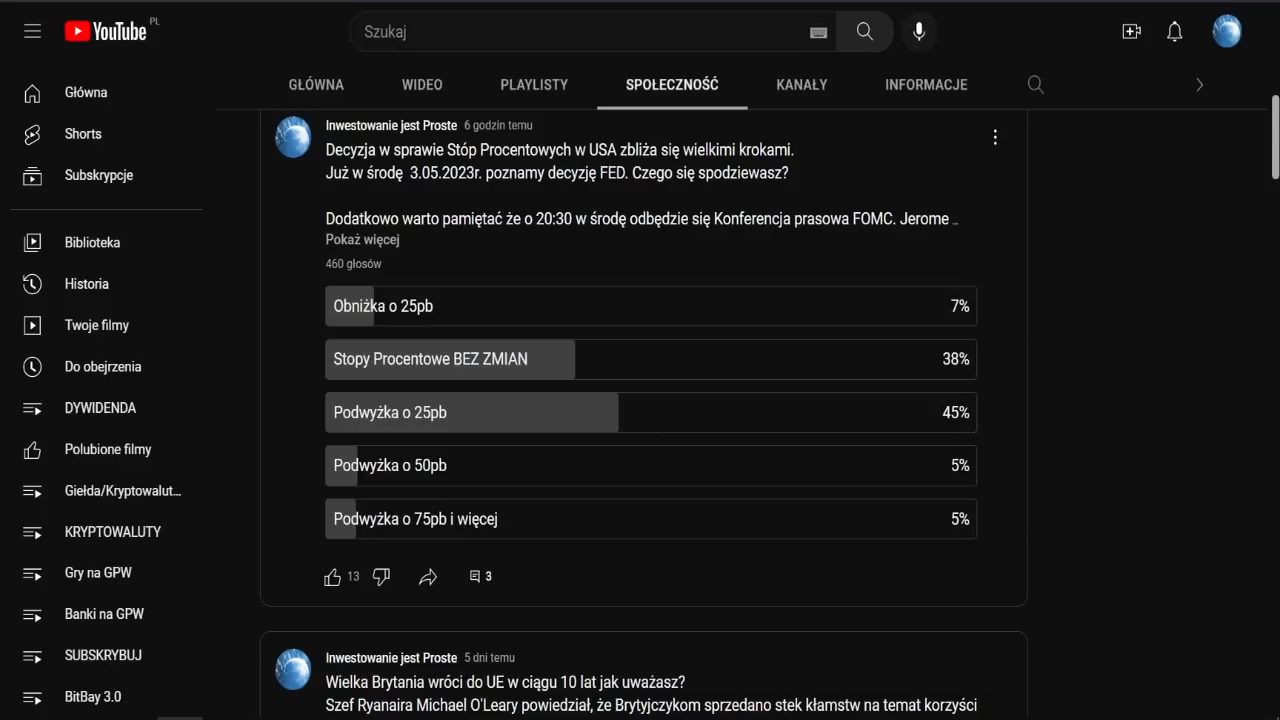 YouTube PL
Szukaj
GŁÓWNA WIDEO PLAYLISTY SPOŁECZNOŚĆ KANAŁY INFORMACJE
Główna
Shorts
Subskrypcje
Biblioteka
Historia
Twoje filmy
Do obejrzenia
DYWIDENDA
Polubione filmy
Giełda/Kryptowalut...
KRYPTOWALUTY
Gry na GPW
Banki na GPW
SUBSKRYBUJ
BitBay 3.0
Inwestowanie jest Proste 6 godzin temu
Decyzja w sprawie Stóp Procentowych w USA zbliża się wielkimi krokami.
Już w środę 3.05.2023r. poznamy decyzję FED. Czego się spodziewasz?
Dodatkowo warto pamiętać że o 20:30 w środę odbędzie się Konferencja prasowa FOMC. Jerome ...
Pokaż więcej
460 głosów
Obniżka o 25pb 7%
Stopy Procentowe BEZ ZMIAN 38%
Podwyżka o 25pb 45%
Podwyżka o 50pb 5%
Podwyżka o 75pb i więcej 5%
13 3
Inwestowanie jest Proste 5 dni temu
Wielka Brytania wróci do UE w ciągu 10 lat jak uważasz?
Szef Ryanaira Michael O'Leary powiedział, że Brytyjczykom sprzedano stek kłamstw na temat korzyści